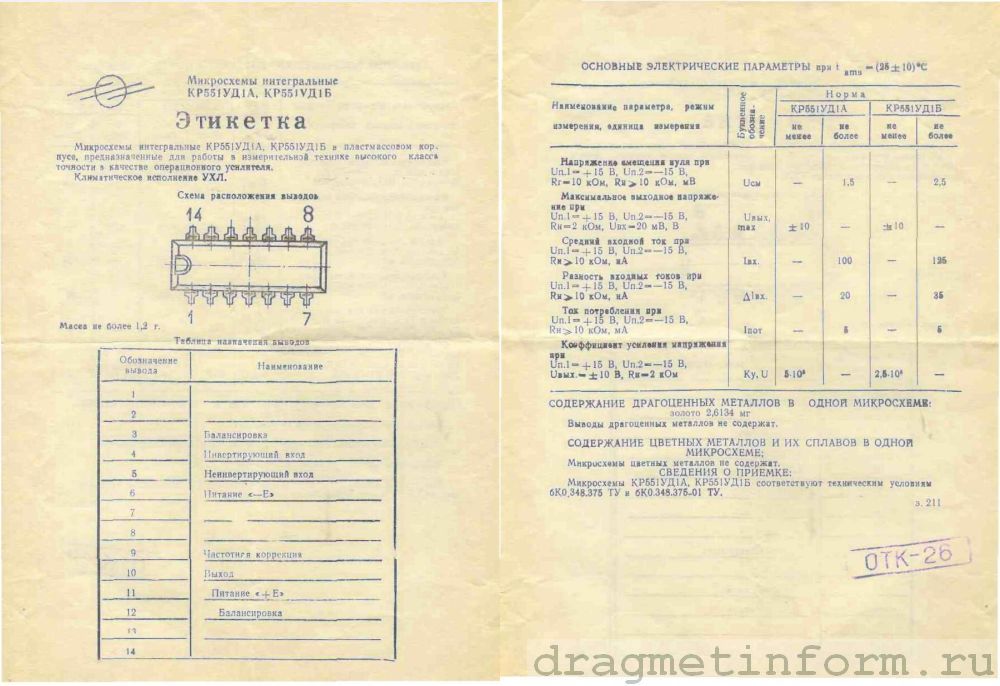 Микросхемы интегральные
КР551УД1А, КР551УД1Б
Этикетка
Микросхемы интегральные КР551УД1А, КР551УД1Б в пластмассовом кор-
пусе, предназначенные для работы в измерительной технике высокого класса
точности в качестве операционного усилителя.
Климатическое исполнение УХЛ.
Схема расположения выводов
14 8
1 7
Масса не более 1,2 г.
Таблица назначения выводов
Обозначение вывода Наименование
1
2
3 Балансировка
4 Инвертирующий вход
5 Неинвертирующий вход
6 Питание «—Е»
7
8
9 Частотная коррекция
10 Выход
11 Питание «+Е»
12 Балансировка
13
14
ОСНОВНЫЕ ЭЛЕКТРИЧЕСКИЕ ПАРАМЕТРЫ при t = (25±10)°С
Наименование параметра, режим
измерения, единица измерения
Буквенное обозна-чение
Норма
КР551УД1А КР551УД1Б
не менее не более не менее не более
Напряжение смещения нуля при
Uп.1=+15 В, Uп.2=—15 В,
Rг=10 кОм, Rн⩾10 кОм, мВ Uсм — 1,5 — 2,5
Максимальное выходное напряже-
ние при
Uп.1=+15 В, Uп.2=—15 В,
Rн=2 кОм, Uвх=20 мВ, В Uвых, max ±10 — ±10 —
Средний входной ток при
Uп.1=+15 В, Uп.2=—15 В,
Rн⩾10 кОм, нА Iвх. — 100 — 125
Разность входных токов при
Uп.1=+15 В, Uп.2=—15 В,
Rн⩾10 кОм, нА ΔIвх. — 20 — 35
Ток потребления при
Uп.1=+15 В, Uп.2=—15 В,
Rн⩾10 кОм, мА Iпот — 5 — 5
Коэффициент усиления напряжения
при
Uп.1=+15 В, Uп.2=—15 В,
Uвых.=±10 В, Rн=2 кОм Ку, U — —
СОДЕРЖАНИЕ ДРАГОЦЕННЫХ МЕТАЛЛОВ В ОДНОЙ МИКРОСХЕМЕ:
золото 2,6134 мг
Выводы драгоценных металлов не содержат.
СОДЕРЖАНИЕ ЦВЕТНЫХ МЕТАЛЛОВ И ИХ СПЛАВОВ В ОДНОЙ
МИКРОСХЕМЕ;
Микросхемы цветных металлов не содержат.
СВЕДЕНИЯ О ПРИЕМКЕ:
Микросхемы КР551УД1А, КР551УД1Б соответствуют техническим условиям
бК0.348.375 ТУ и бК0.348.375-01 ТУ.
з. 211
ОТК-26
dragmetinform.ru